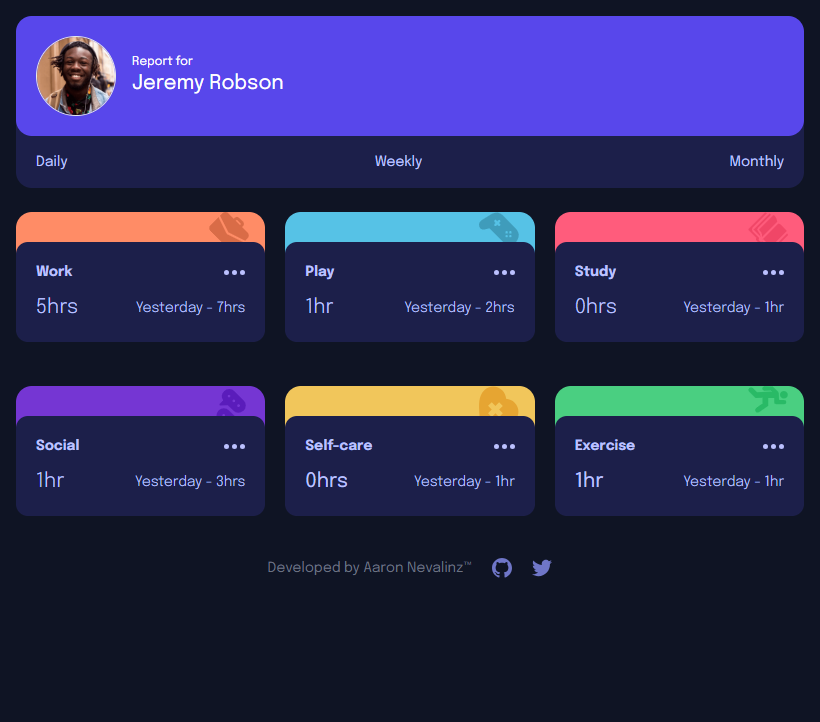 Report for
Jeremy Robson
Daily Weekly Monthly
Work
5hrs Yesterday - 7hrs
Play
1hr Yesterday - 2hrs
Study
0hrs Yesterday - 1hr
Social
1hr Yesterday - 3hrs
Self-care
0hrs Yesterday - 1hr
Exercise
1hr Yesterday - 1hr
Developed by Aaron Nevalinz™